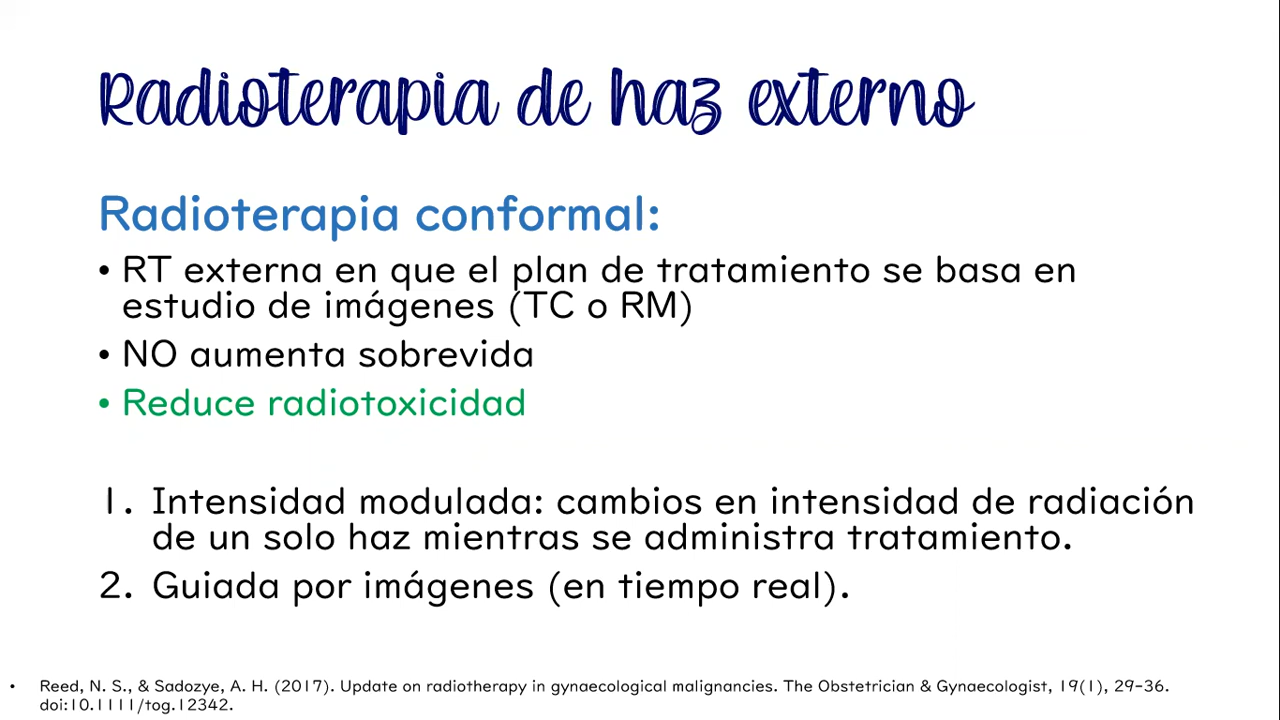 Radioterapia de haz externo
Radioterapia conformal:
• RT externa en que el plan de tratamiento se basa en
estudio de imágenes (TC o RM)
• NO aumenta sobrevida
• Reduce radiotoxicidad
1. Intensidad modulada: cambios en intensidad de radiación
de un solo haz mientras se administra tratamiento.
2. Guiada por imágenes (en tiempo real).
• Reed, N. S., & Sadozye, A. H. (2017). Update on radiotherapy in gynaecological malignancies. The Obstetrician & Gynaecologist, 19(1), 29–36.
doi:10.1111/tog.12342.